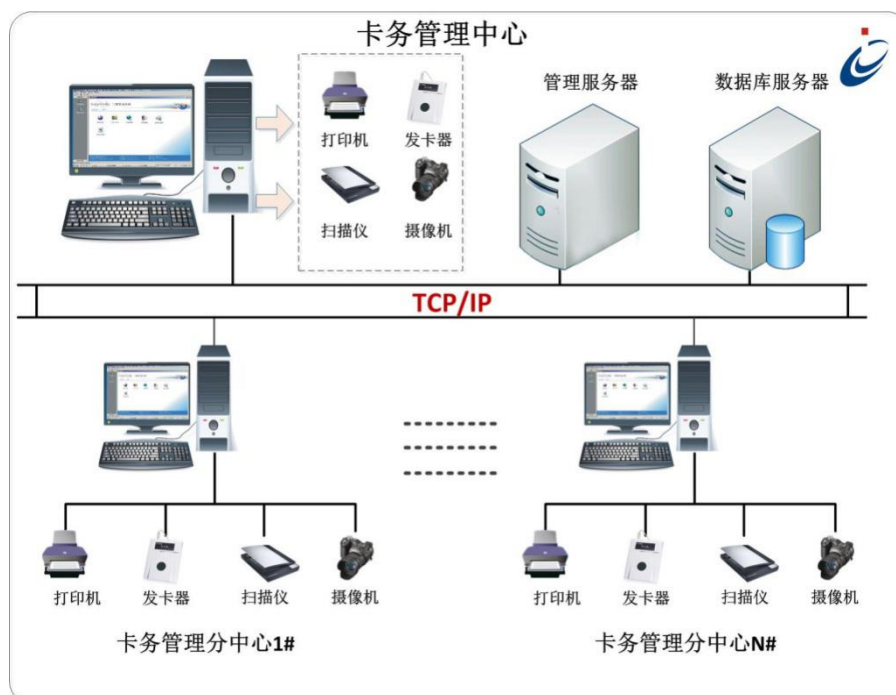 卡务管理中心
管理服务器
数据库服务器
打印机
发卡器
扫描仪
摄像机
TCP/IP
打印机
发卡器
扫描仪
摄像机
打印机
发卡器
扫描仪
摄像机
卡务管理分中心1#
卡务管理分中心N#